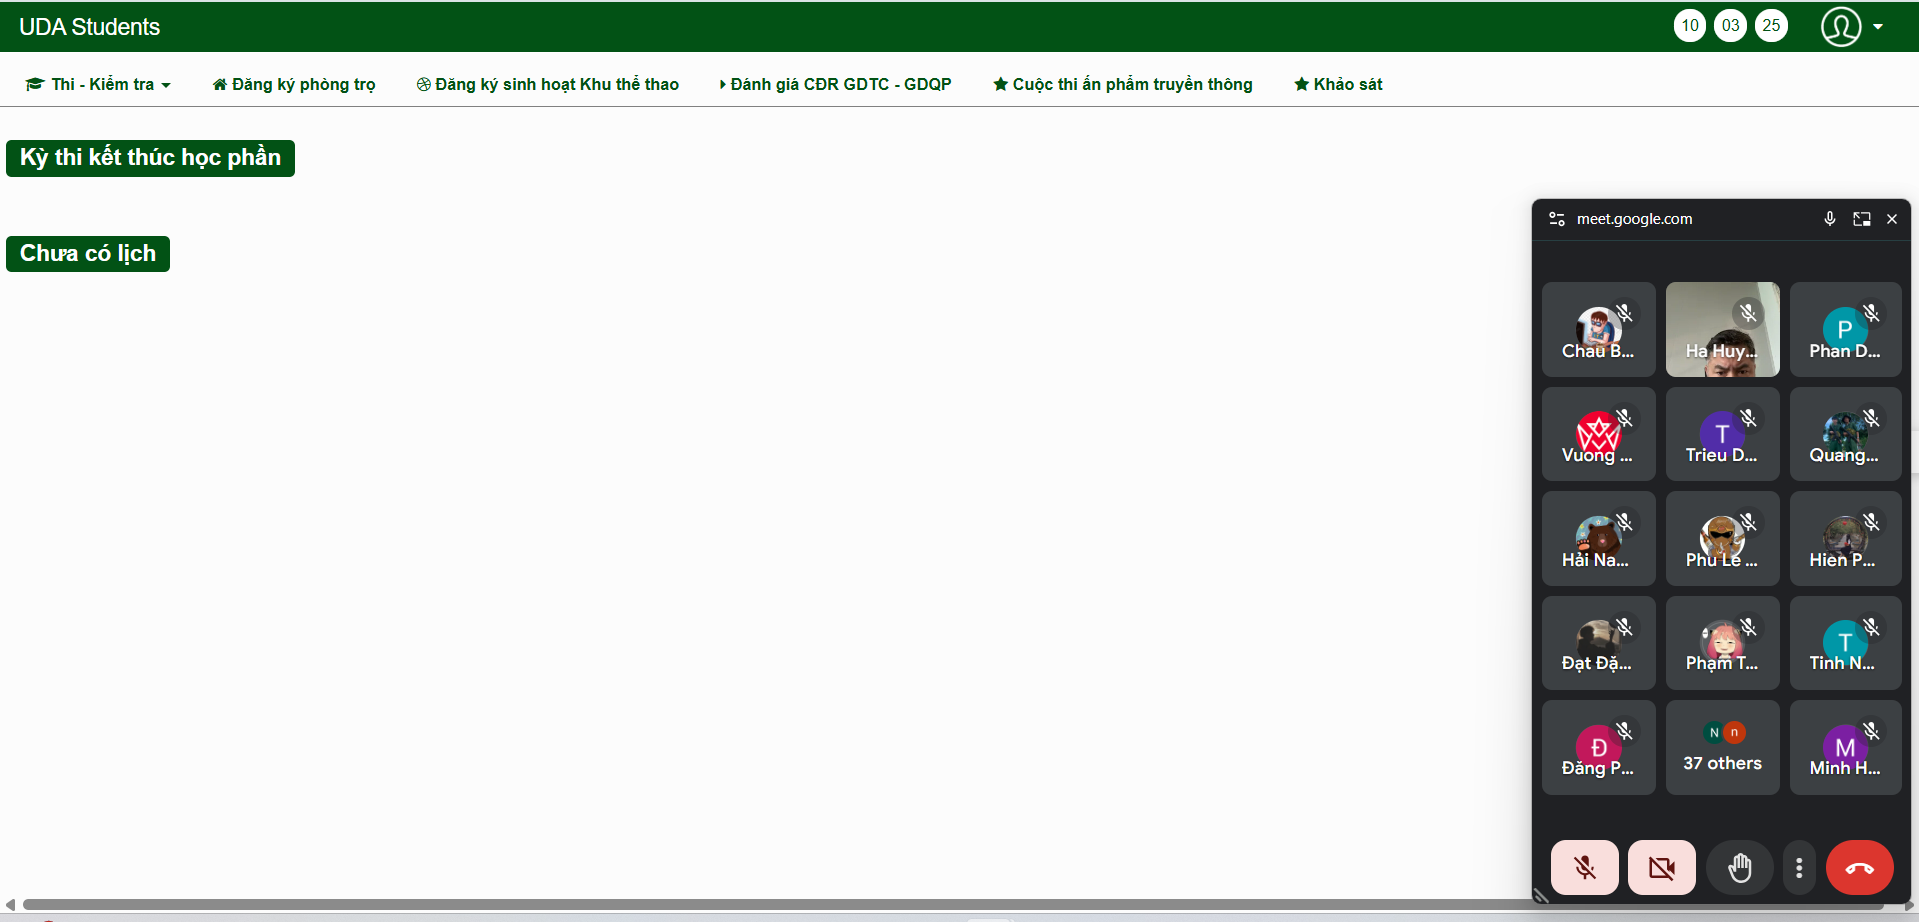 UDA Students
10 03 25
Thi - Kiểm tra Đăng ký phòng trọ Đăng ký sinh hoạt Khu thể thao Đánh giá CĐR GDTC - GDQP Cuộc thi ấn phẩm truyền thông Khảo sát
Kỳ thi kết thúc học phần
Chưa có lịch
meet.google.com
Chau B...
Ha Huy...
P
Phan D...
Vuong ...
T
Trieu D...
Quang...
Hải Na...
Phu Le ...
Hien P...
Đạt Đặ...
Phạm T...
T
Tinh N...
Đ
Đăng P...
N n
37 others
M
Minh H...